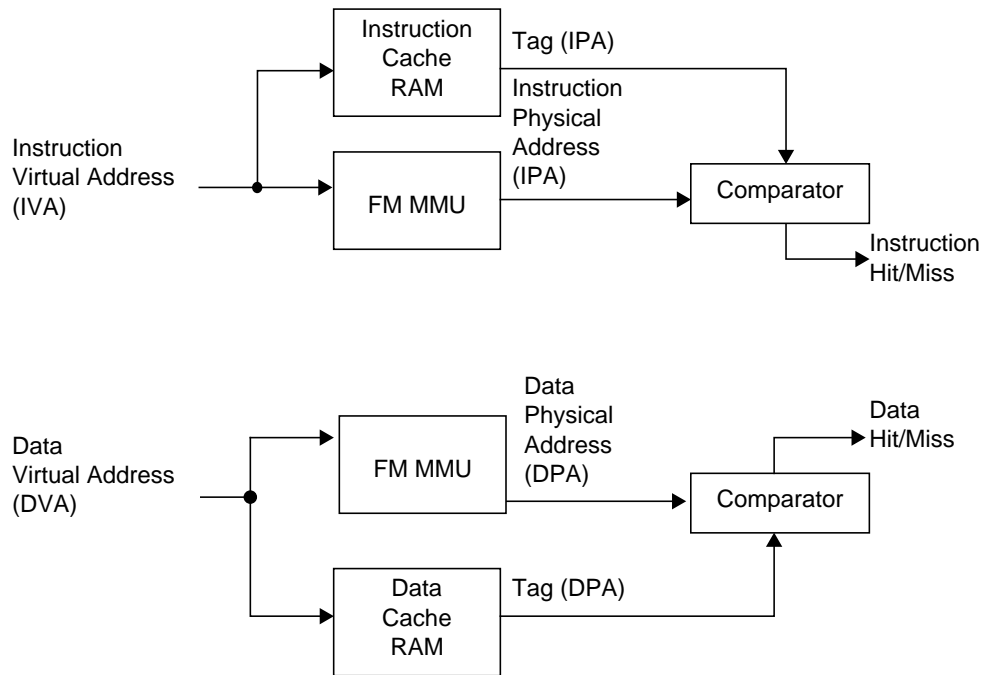 Instruction
Cache
RAM
Tag (IPA)
Instruction
Physical
Address
(IPA)
Instruction
Virtual Address
(IVA)
FM MMU
Comparator
Instruction
Hit/Miss
Data
Physical
Address
(DPA)
Data
Hit/Miss
Data
Virtual Address
(DVA)
FM MMU
Comparator
Data
Cache
RAM
Tag (DPA)